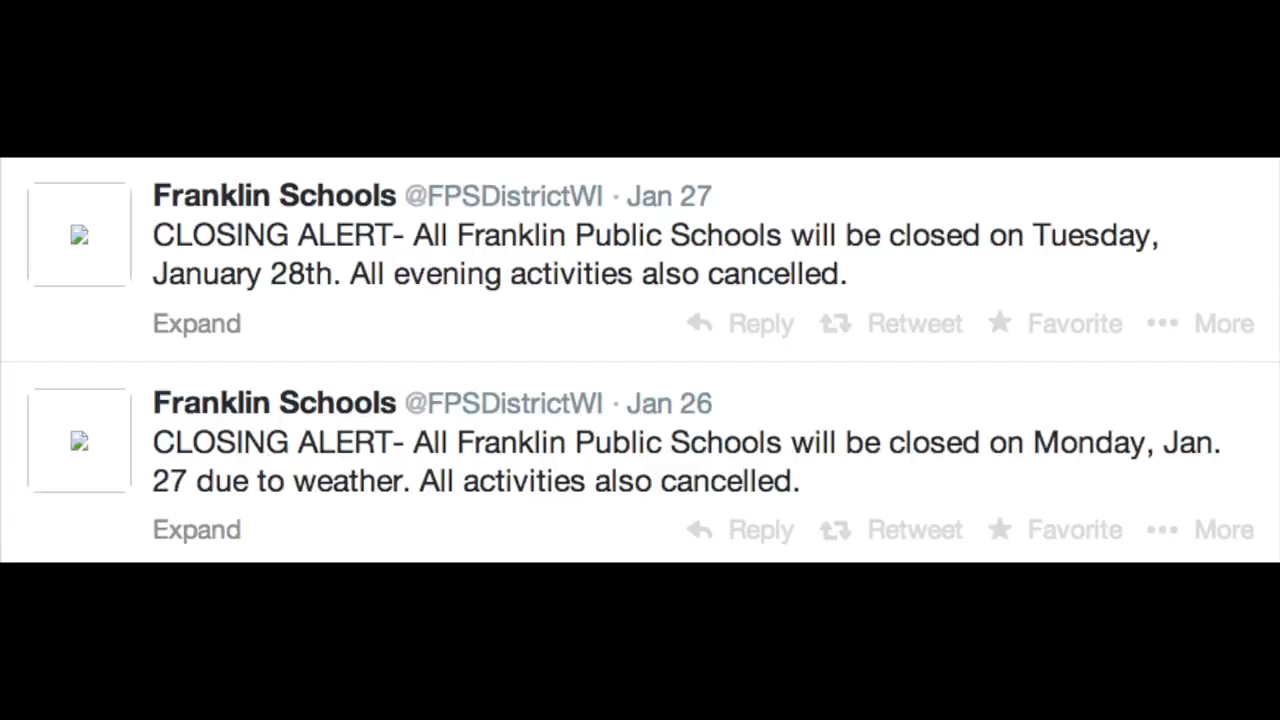 Franklin Schools @FPSDistrictWI · Jan 27
CLOSING ALERT- All Franklin Public Schools will be closed on Tuesday,
January 28th. All evening activities also cancelled.
Expand Reply Retweet Favorite More
Franklin Schools @FPSDistrictWI · Jan 26
CLOSING ALERT- All Franklin Public Schools will be closed on Monday, Jan.
27 due to weather. All activities also cancelled.
Expand Reply Retweet Favorite More